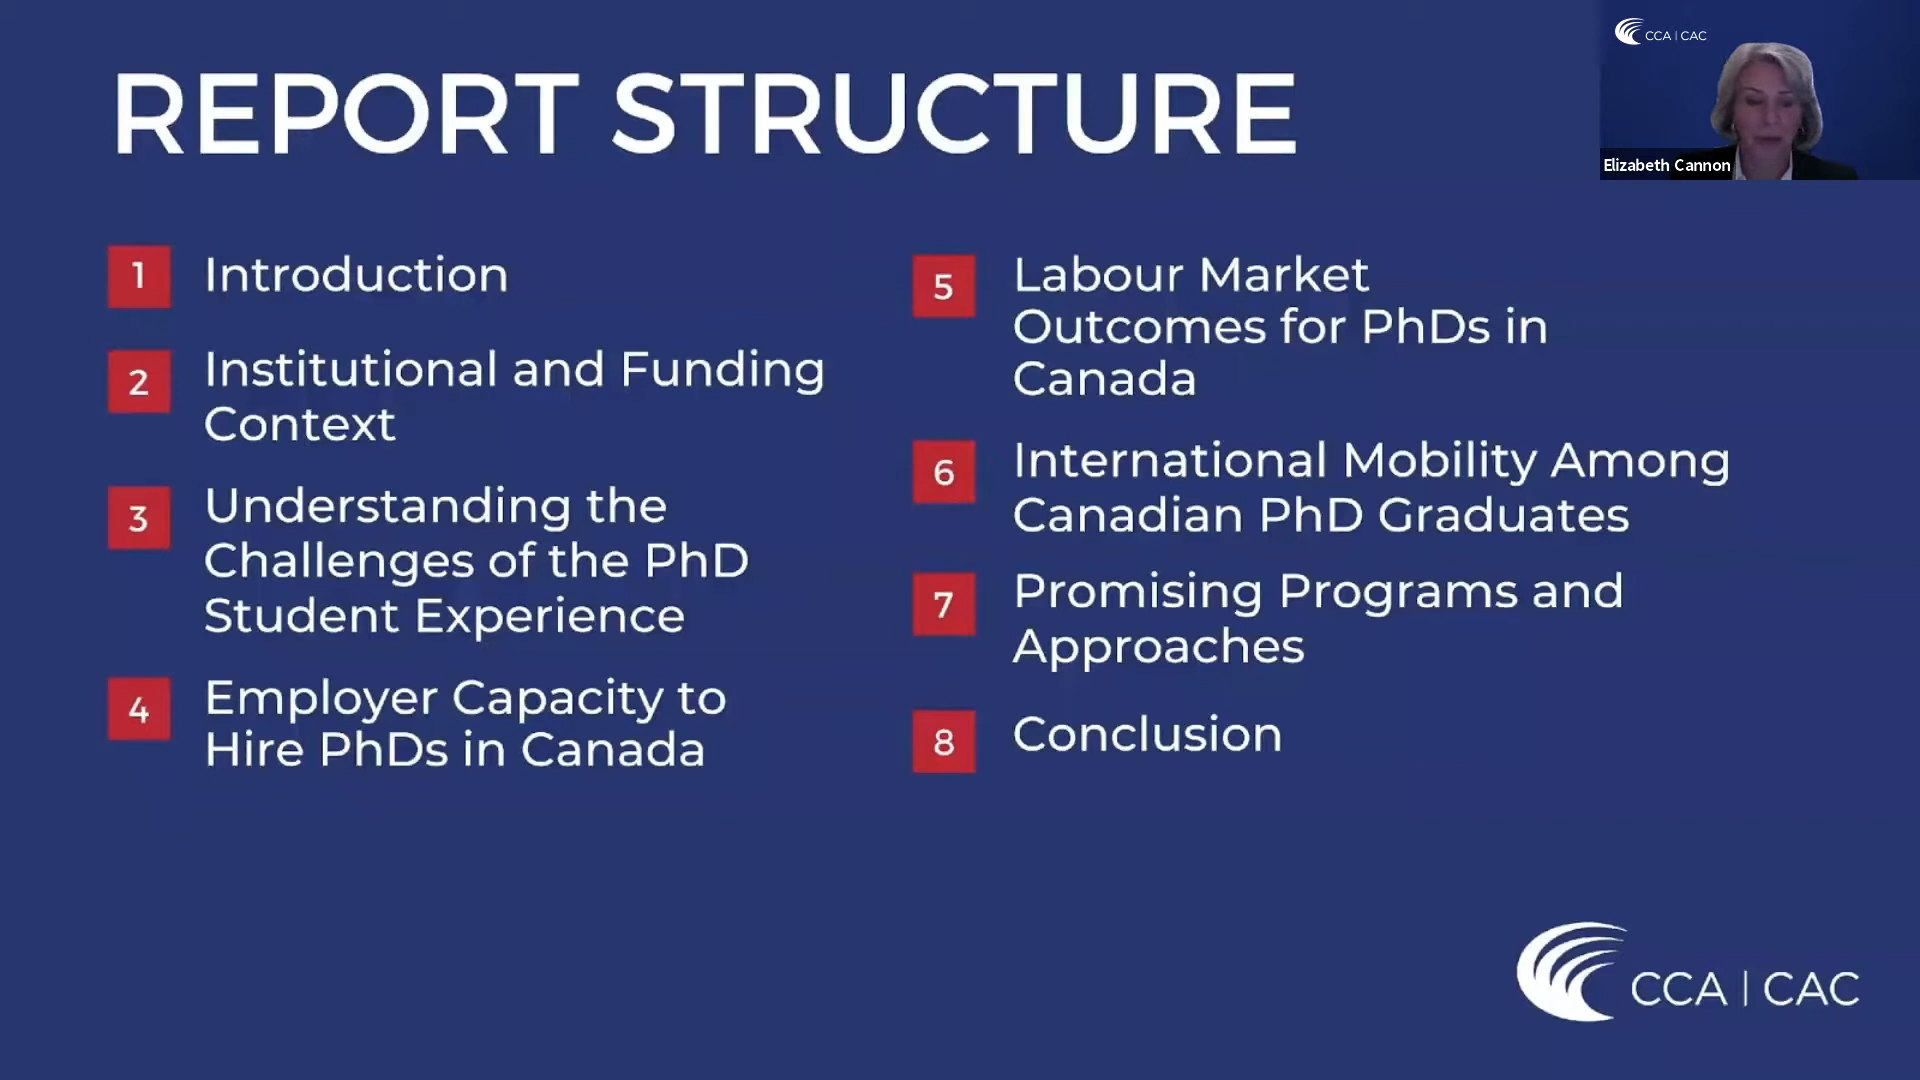 REPORT STRUCTURE
1 Introduction
2 Institutional and Funding
Context
3 Understanding the
Challenges of the PhD
Student Experience
4 Employer Capacity to
Hire PhDs in Canada
5 Labour Market
Outcomes for PhDs in
Canada
6 International Mobility Among
Canadian PhD Graduates
7 Promising Programs and
Approaches
8 Conclusion
CCA | CAC
Elizabeth Cannon
CCA | CAC